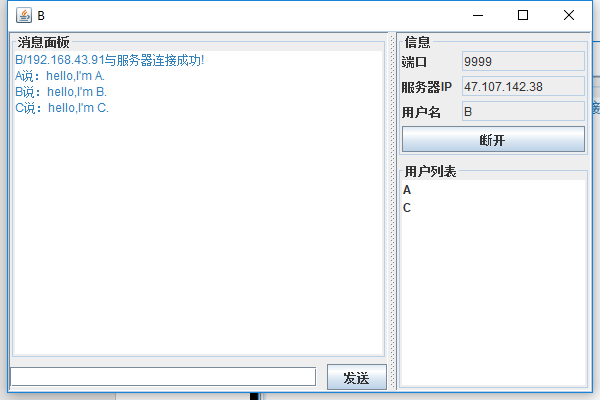 B
消息面板
B/192.168.43.91与服务器连接成功!
A说：hello,I'm A.
B说：hello,I'm B.
C说：hello,I'm C.
发送
信息
端口 9999
服务器IP 47.107.142.38
用户名 B
断开
用户列表
A
C